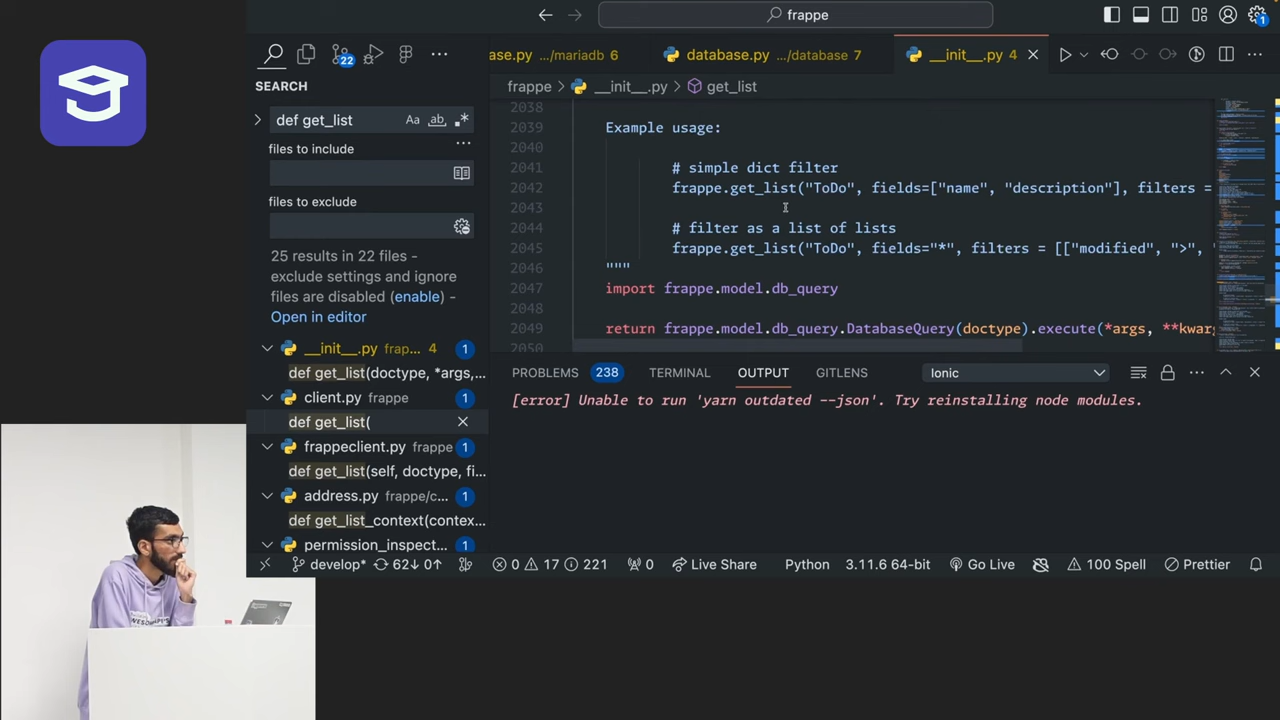 frappe
SEARCH
def get_list
Aa
ab
files to include
files to exclude
25 results in 22 files -
exclude settings and ignore
files are disabled (enable) -
Open in editor
__init__.py frap... 4 1
def get_list(doctype, *args,...
client.py frappe 1
def get_list(
frappeclient.py frappe 1
def get_list(self, doctype, fi...
address.py frappe/c... 1
def get_list_context(contex...
permission_inspect... 1
22
1
ase.py .../mariadb 6
database.py .../database 7
__init__.py 4
frappe > __init__.py > get_list
2038
2039 Example usage:
2040
2041 # simple dict filter
2042 frappe.get_list("ToDo", fields=["name", "description"], filters =
2043
2044 # filter as a list of lists
2045 frappe.get_list("ToDo", fields="*", filters = [["modified", ">", "
2046 """
2047 import frappe.model.db_query
2048
2049 return frappe.model.db_query.DatabaseQuery(doctype).execute(*args, **kwarg
2050
PROBLEMS 238 TERMINAL OUTPUT GITLENS Ionic
[error] Unable to run 'yarn outdated --json'. Try reinstalling node modules.
develop* 62↓ 0↑ 0 17 221 0 Live Share Python 3.11.6 64-bit Go Live 100 Spell Prettier